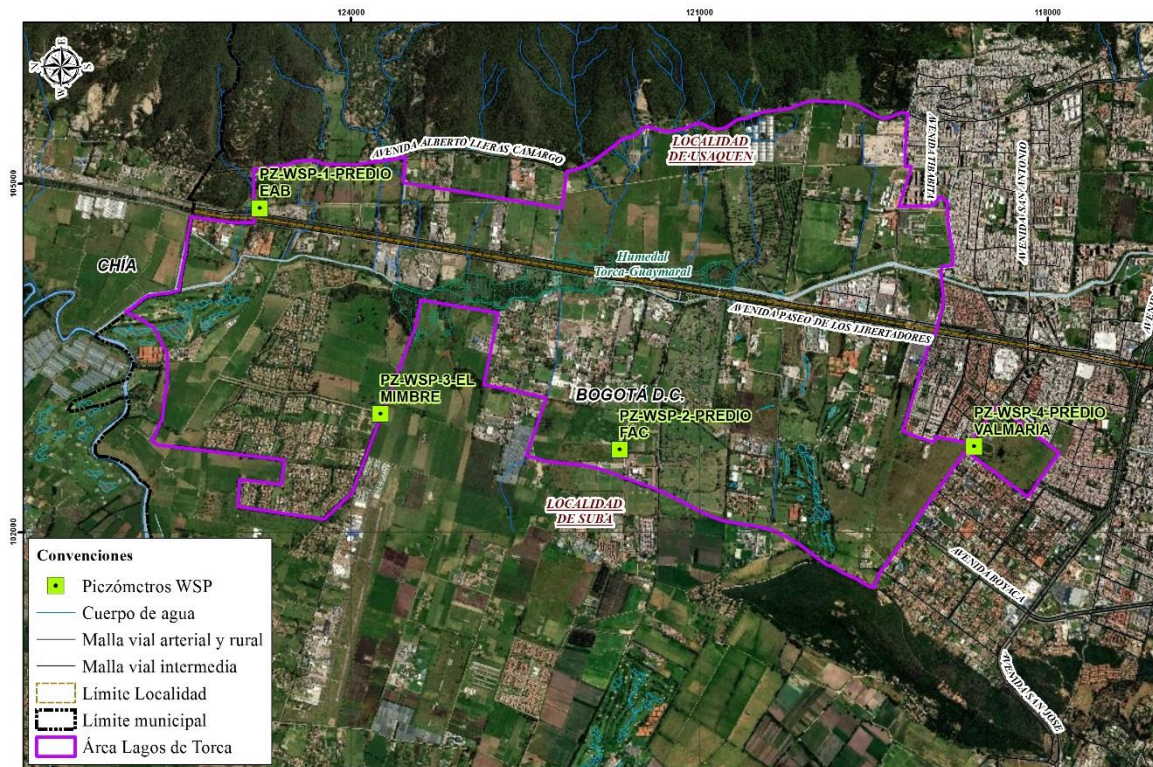 124000
121000
118000
N
E
S
W
AVENIDA ALBERTO LLERAS CAMARGO
LOCALIDAD
DE USAQUEN
AVENIDA SAN ANTONIO
105000
PZ-WSP-1-PREDIO
EAB
CHÍA
Humedal
Torca-Guaymaral
AVENIDA PASEO DE LOS LIBERTADORES
PZ-WSP-3-EL
MIMBRE
BOGOTÁ D.C.
PZ-WSP-2-PREDIO
FAC
PZ-WSP-4-PREDIO
VALMARIA
LOCALIDAD
DE SUBA
102000
AVENIDA BOYACA
AVENIDA SAN JOSE
Convenciones
Piezómetros WSP
Cuerpo de agua
Malla vial arterial y rural
Malla vial intermedia
Límite Localidad
Límite municipal
Área Lagos de Torca